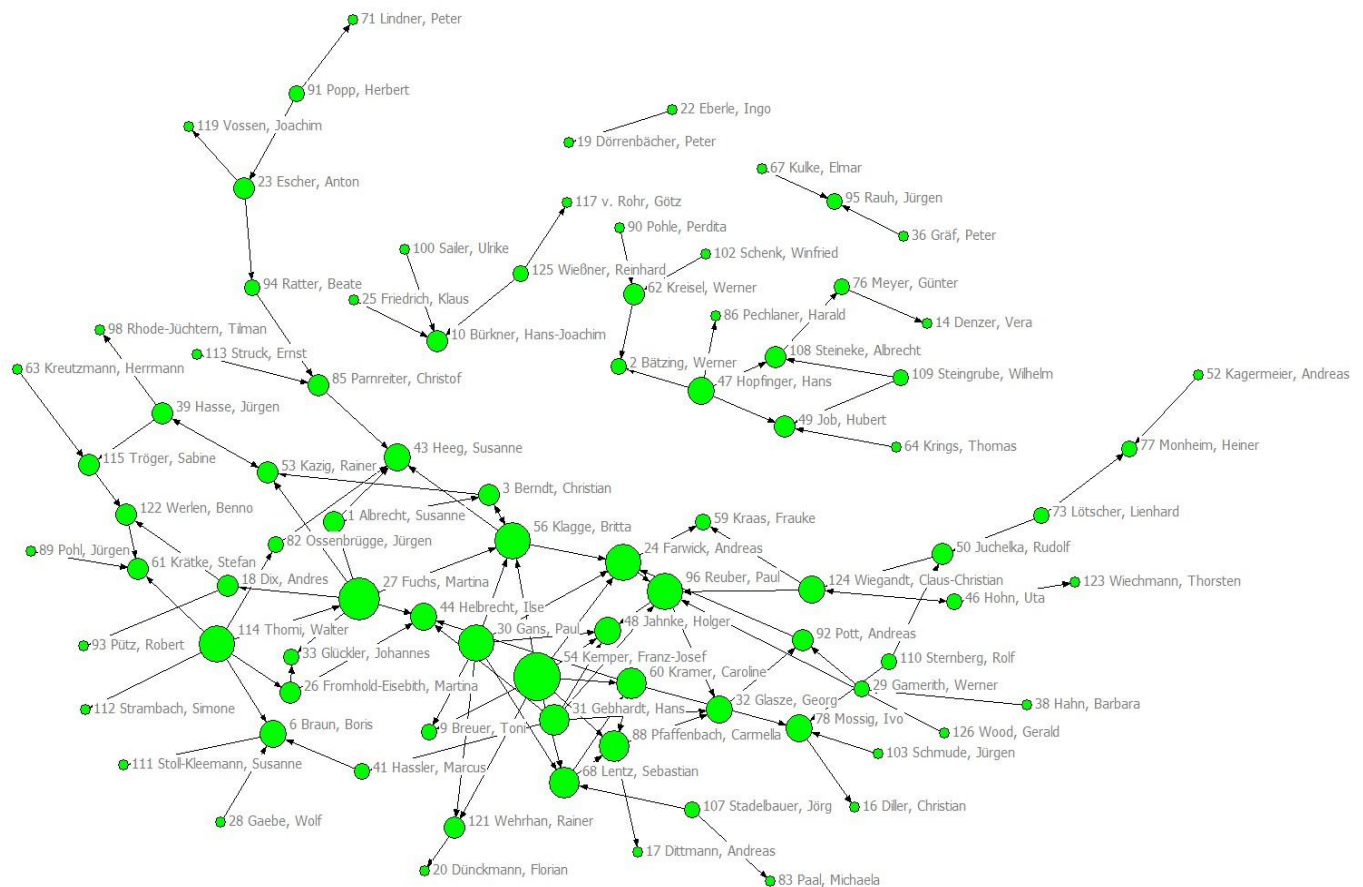 71 Lindner, Peter
91 Popp, Herbert
22 Eberle, Ingo
119 Vossen, Joachim
19 Dörrenbächer, Peter
67 Kulke, Elmar
23 Escher, Anton
95 Rauh, Jürgen
117 v. Rohr, Götz
90 Pohle, Perdita
36 Gräf, Peter
100 Sailer, Ulrike
102 Schenk, Winfried
125 Wießner, Reinhard
94 Ratter, Beate
62 Kreisel, Werner
76 Meyer, Günter
25 Friedrich, Klaus
86 Pechlaner, Harald
14 Denzer, Vera
98 Rhode-Jüchtern, Tilman
10 Bürkner, Hans-Joachim
113 Struck, Ernst
108 Steineke, Albrecht
63 Kreutzmann, Herrmann
2 Bätzing, Werner
109 Steingrube, Wilhelm
52 Kagermeier, Andreas
85 Parnreiter, Christof
47 Hopfinger, Hans
39 Hasse, Jürgen
49 Job, Hubert
64 Krings, Thomas
77 Monheim, Heiner
43 Heeg, Susanne
115 Tröger, Sabine
53 Kazig, Rainer
3 Berndt, Christian
122 Werlen, Benno
1 Albrecht, Susanne
59 Kraas, Frauke
73 Lötscher, Lienhard
56 Klagge, Britta
82 Ossenbrügge, Jürgen
89 Pohl, Jürgen
24 Farwick, Andreas
50 Juchelka, Rudolf
61 Krätke, Stefan
96 Reuber, Paul
18 Dix, Andres
27 Fuchs, Martina
124 Wiegandt, Claus-Christian
123 Wiechmann, Thorsten
46 Hohn, Uta
44 Helbrecht, Ilse
114 Thomi, Walter
30 Gans, Paul
48 Jahnke, Holger
92 Pott, Andreas
93 Pütz, Robert
33 Glückler, Johannes
54 Kemper, Franz-Josef
110 Sternberg, Rolf
60 Kramer, Caroline
29 Gamerith, Werner
26 Fromhold-Eisebith, Martina
32 Glasze, Georg
38 Hahn, Barbara
112 Strambach, Simone
31 Gebhardt, Hans
78 Mossig, Ivo
6 Braun, Boris
9 Breuer, Toni
88 Pfaffenbach, Carmella
126 Wood, Gerald
103 Schmude, Jürgen
111 Stoll-Kleemann, Susanne
41 Hassler, Marcus
68 Lentz, Sebastian
107 Stadelbauer, Jörg
16 Diller, Christian
28 Gaebe, Wolf
121 Wehrhan, Rainer
17 Dittmann, Andreas
20 Dünckmann, Florian
83 Paal, Michaela